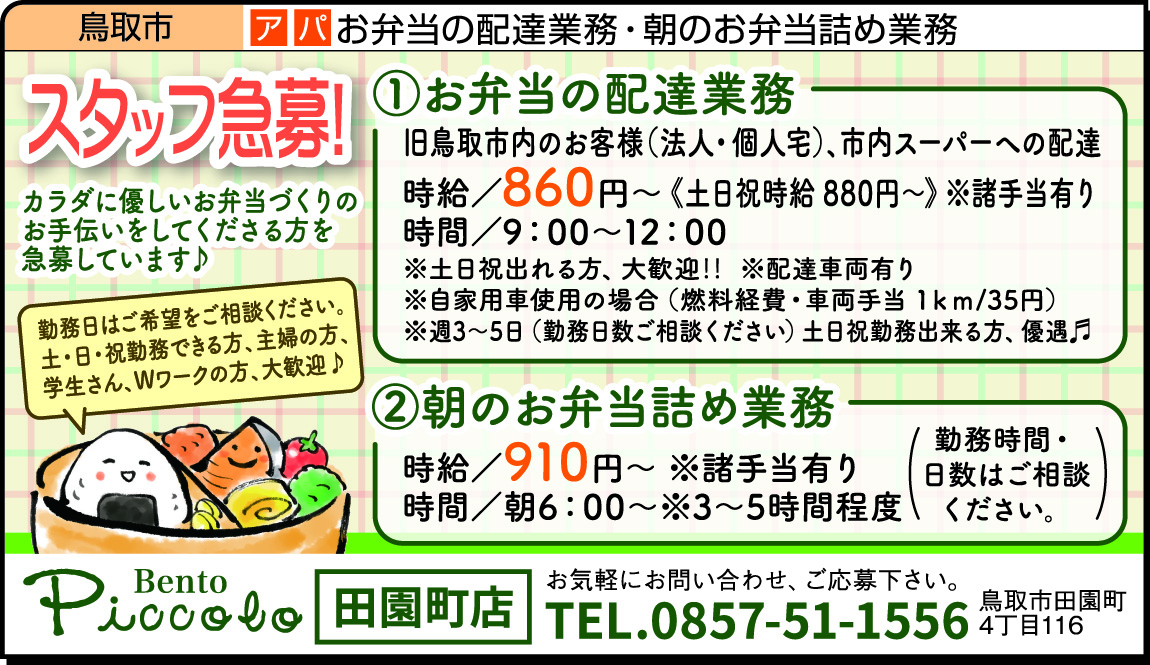 鳥取市
アパ お弁当の配達業務・朝のお弁当詰め業務
スタッフ急募!
カラダに優しいお弁当づくりの
お手伝いをしてくださる方を
急募しています♪
勤務日はご希望をご相談ください。
土・日・祝勤務できる方、主婦の方、
学生さん、Wワークの方、大歓迎♪
①お弁当の配達業務
旧鳥取市内のお客様（法人・個人宅）、市内スーパーへの配達
時給／860円～《土日祝時給 880円～》※諸手当有り
時間／9：00～12：00
※土日祝出れる方、大歓迎!! ※配達車両有り
※自家用車使用の場合（燃料経費・車両手当 1km/35円）
※週3～5日（勤務日数ご相談ください）土日祝勤務出来る方、優遇♬
②朝のお弁当詰め業務
時給／910円～ ※諸手当有り
時間／朝6：00～※3～5時間程度
（勤務時間・
日数はご相談
ください。）
Bento
Piccolo
田園町店
お気軽にお問い合わせ、ご応募下さい。
TEL.0857-51-1556
鳥取市田園町
4丁目116